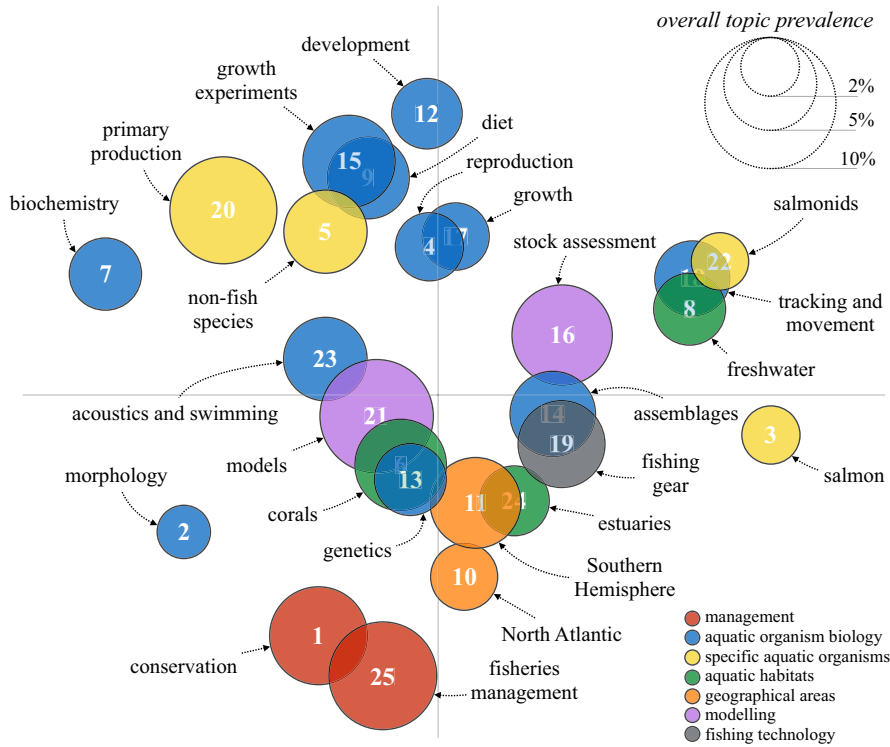 overall topic prevalence
2%
5%
10%
development
12
growth
experiments
15
9
diet
primary
production
20
reproduction
biochemistry
7
5
4
17
growth
non-fish
species
stock assessment
16
salmonids
22
18
8
tracking and
movement
freshwater
23
acoustics and swimming
21
models
14
assemblages
19
fishing
gear
3
salmon
morphology
2
6
13
corals
genetics
11
24
estuaries
Southern
Hemisphere
10
North Atlantic
1
conservation
25
fisheries
management
management
aquatic organism biology
specific aquatic organisms
aquatic habitats
geographical areas
modelling
fishing technology